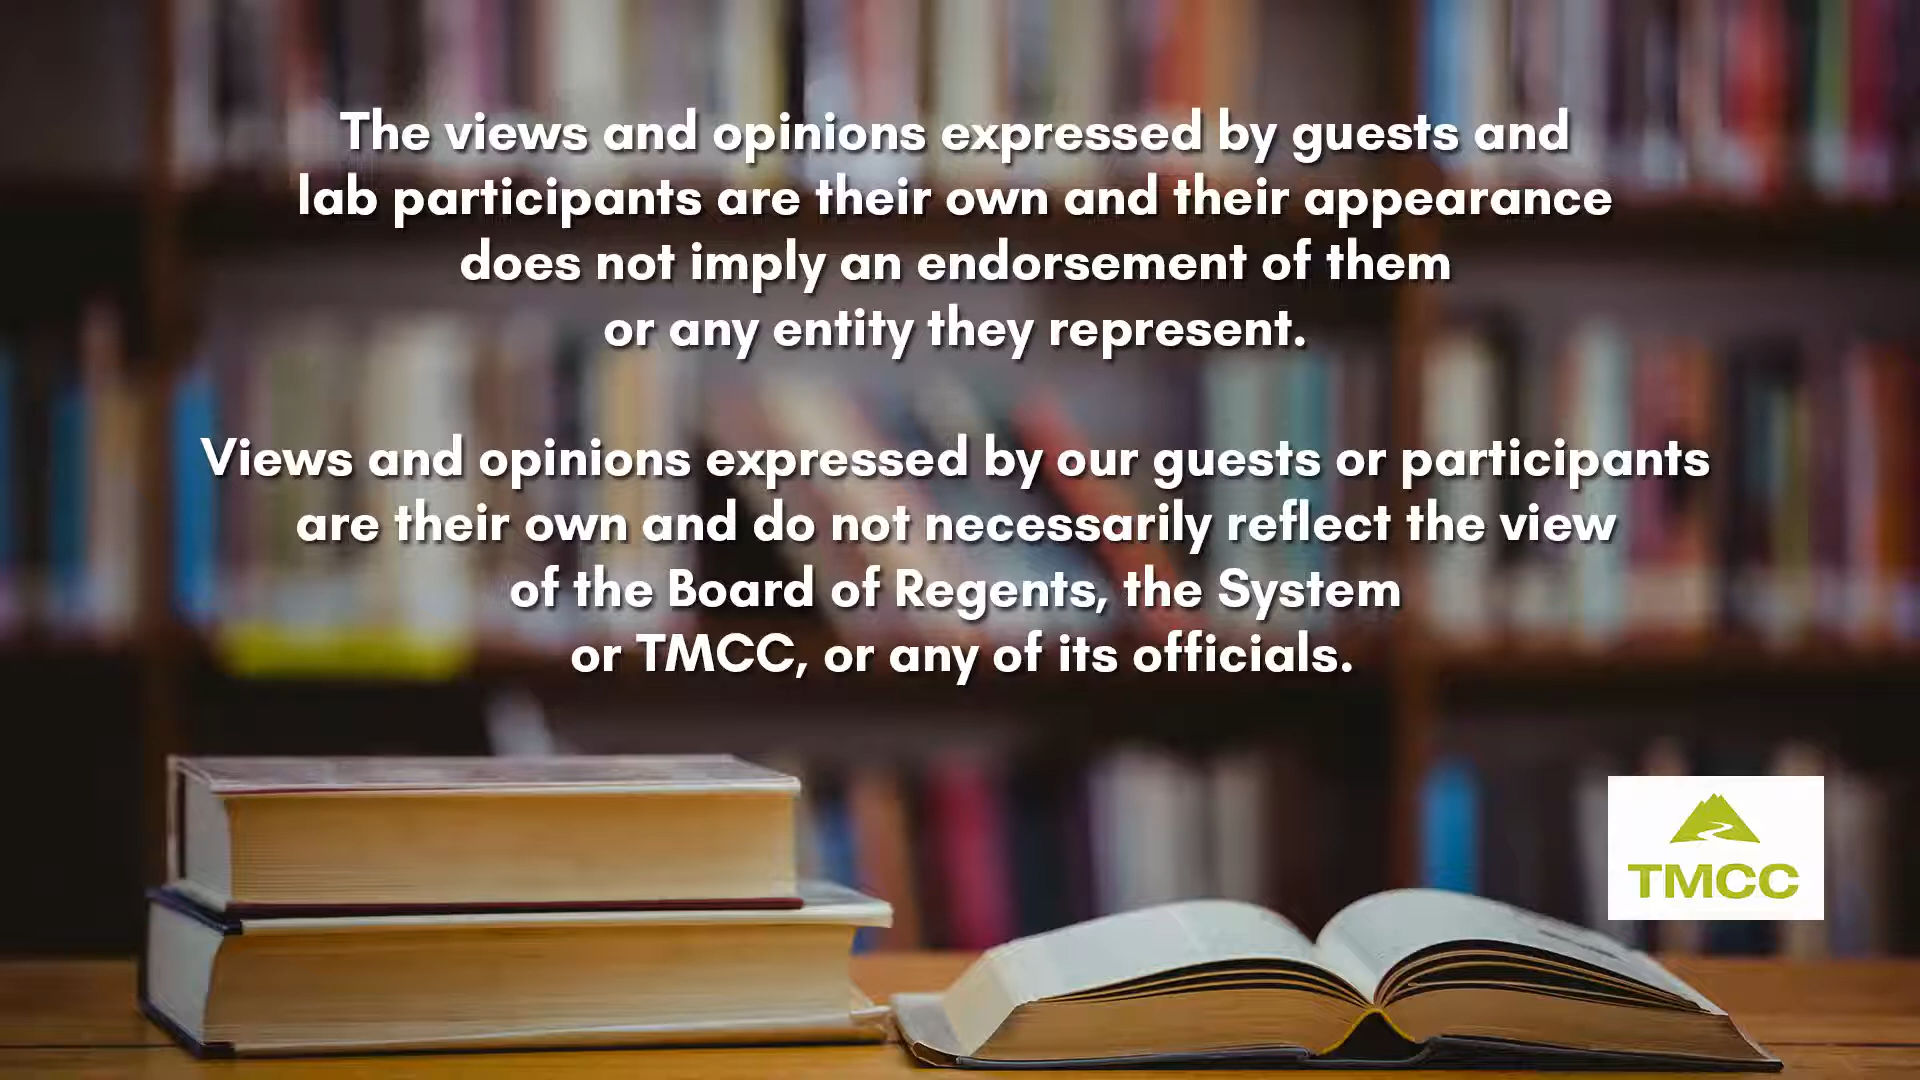 The views and opinions expressed by guests and
lab participants are their own and their appearance
does not imply an endorsement of them
or any entity they represent.
Views and opinions expressed by our guests or participants
are their own and do not necessarily reflect the view
of the Board of Regents, the System
or TMCC, or any of its officials.
TMCC